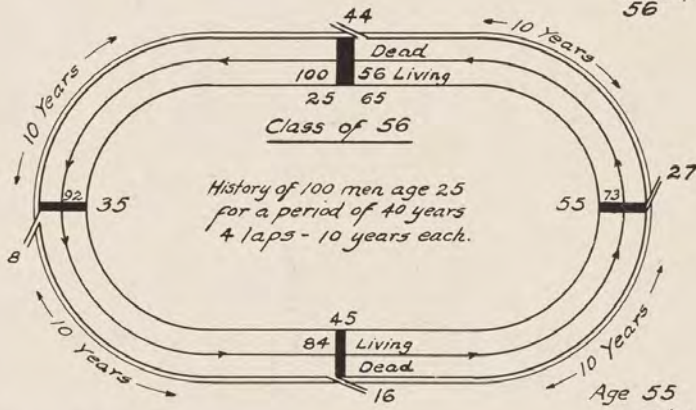 44
56
10 Years
Dead
10 Years
100 56 Living
25 65
Class of 56
27
92 35
History of 100 men age 25
for a period of 40 years
4 laps - 10 years each.
55 73
8
10 Years
45
84 Living
Dead
10 Years
16
Age 55